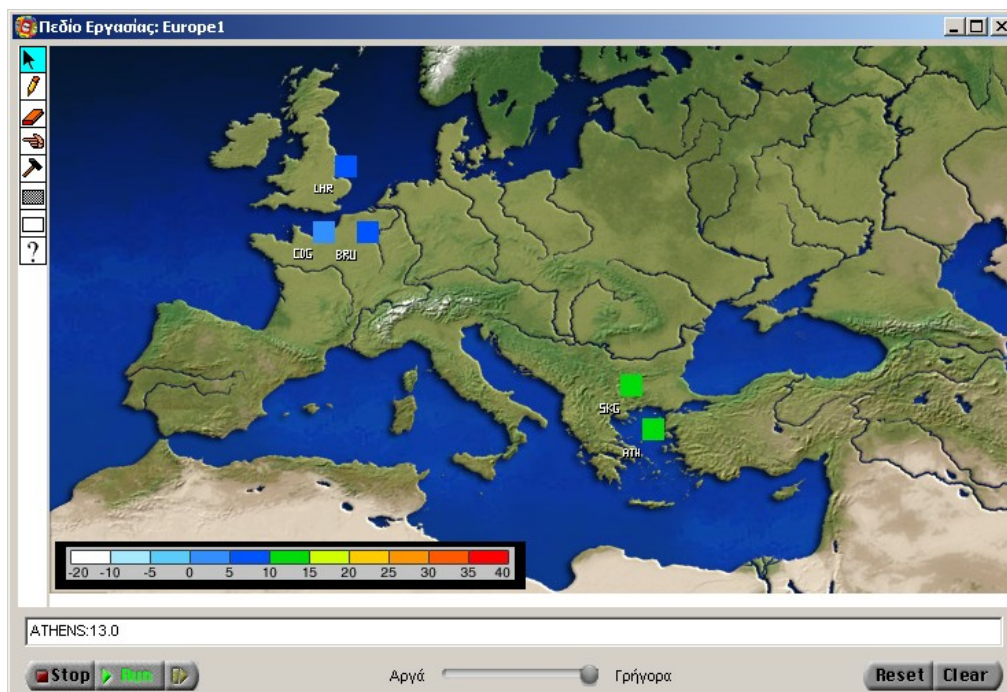 Πεδίο Εργασίας: Europe1
LHR
CDG BRU
SKG
ATH.
-20 -10 -5 0 5 10 15 20 25 30 35 40
ATHENS:13.0
Stop Run Αργά Γρήγορα Reset Clear